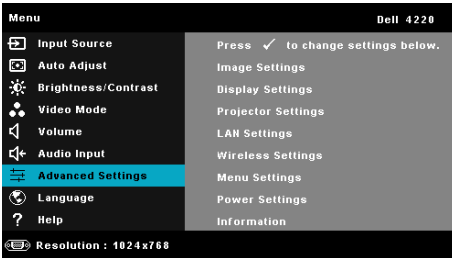 Menu
Dell 4220
Input Source
Press ✓ to change settings below.
Auto Adjust
Image Settings
Brightness/Contrast
Display Settings
Video Mode
Projector Settings
Volume
LAN Settings
Audio Input
Wireless Settings
Advanced Settings
Menu Settings
Language
Power Settings
? Help
Information
Resolution : 1024x768